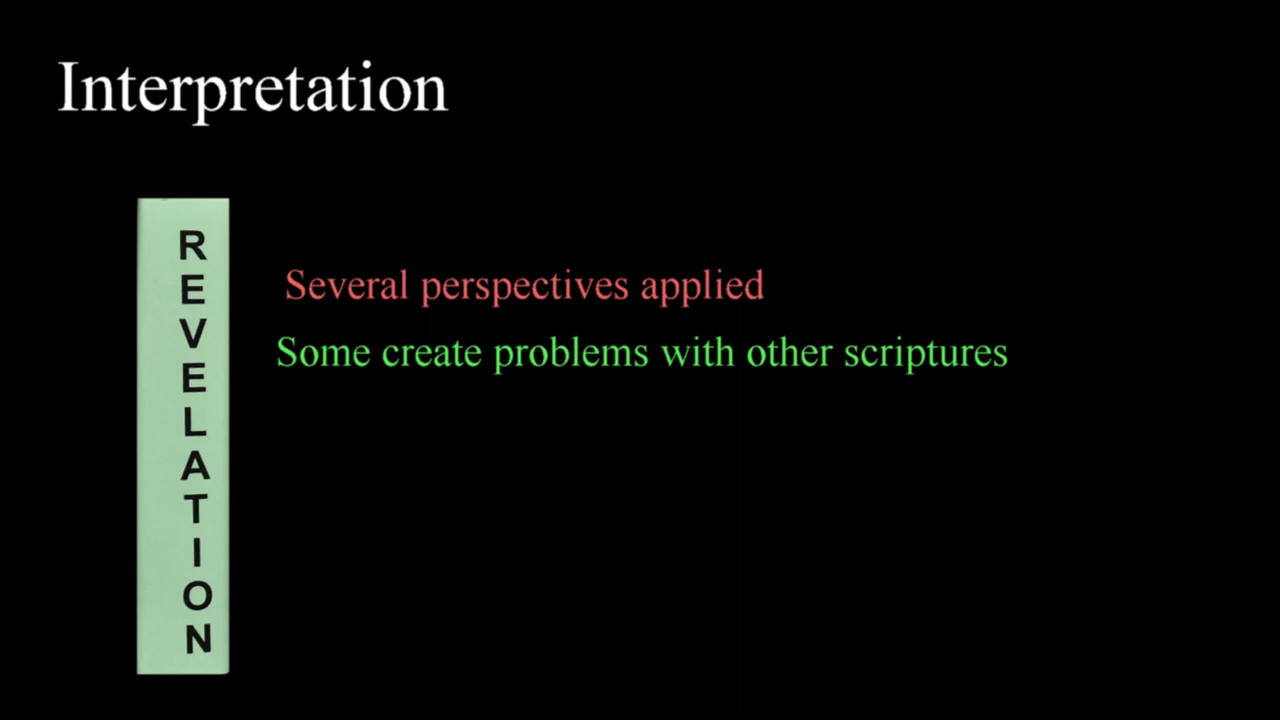 Interpretation
REVELATION
Several perspectives applied
Some create problems with other scriptures